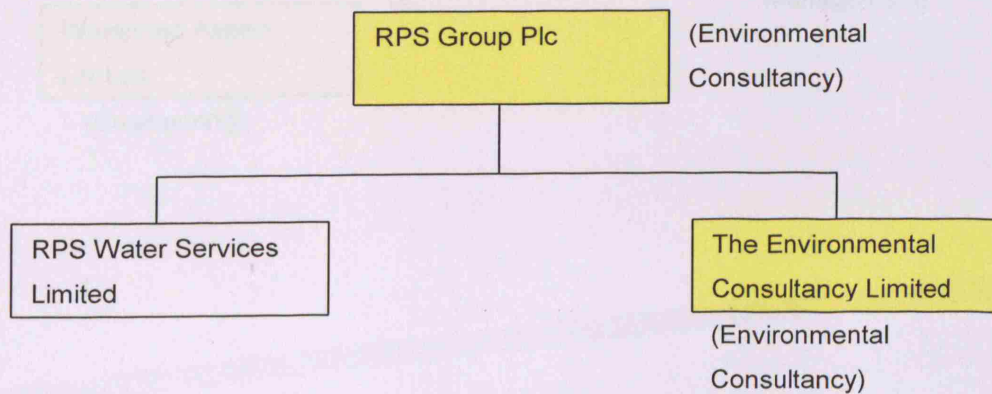 RPS Group Plc
(Environmental
Consultancy)
RPS Water Services
Limited
The Environmental
Consultancy Limited
(Environmental
Consultancy)